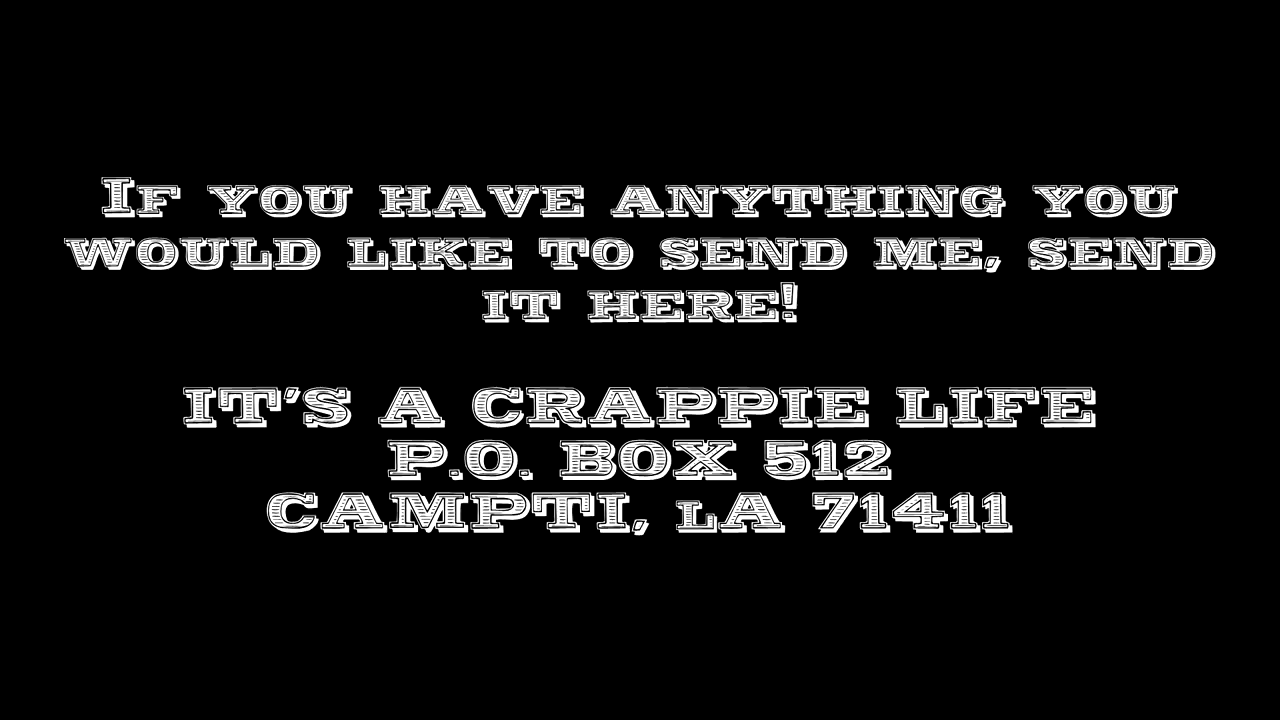 If you have anything you
would like to send me, send
it here!
IT'S A CRAPPIE LIFE
P.O. BOX 512
CAMPTI, lA 71411